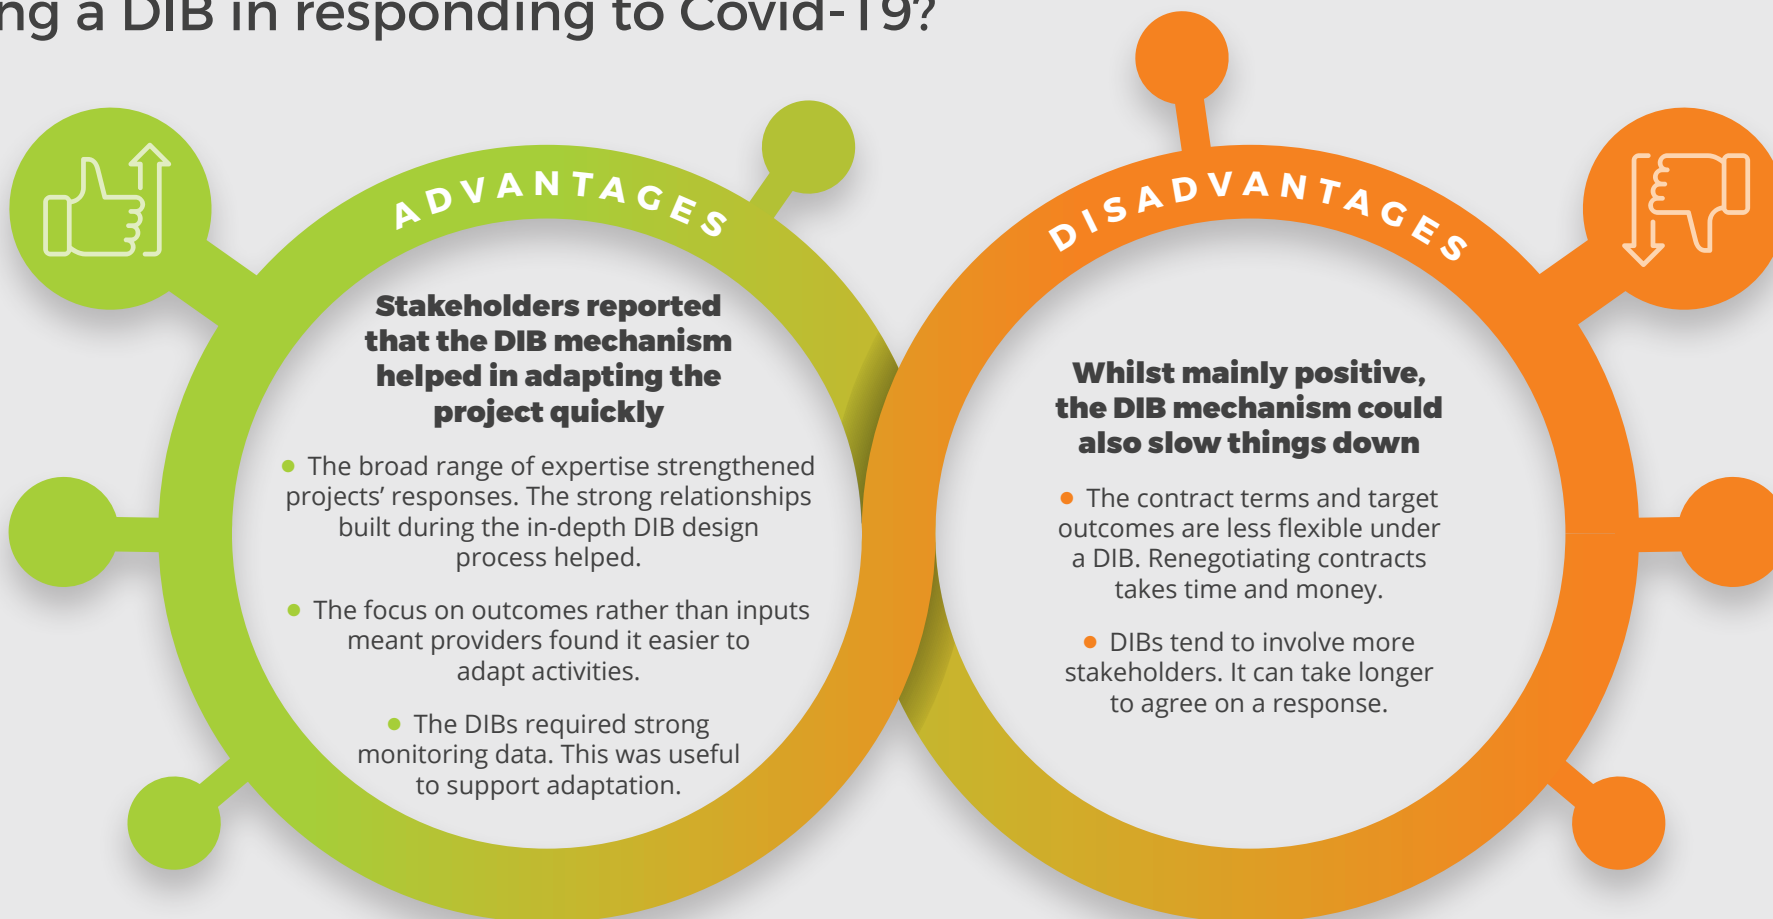 ng a DIB in responding to Covid-19?
ADVANTAGES
Stakeholders reported
that the DIB mechanism
helped in adapting the
project quickly
• The broad range of expertise strengthened
projects’ responses. The strong relationships
built during the in-depth DIB design
process helped.
• The focus on outcomes rather than inputs
meant providers found it easier to
adapt activities.
• The DIBs required strong
monitoring data. This was useful
to support adaptation.
DISADVANTAGES
Whilst mainly positive,
the DIB mechanism could
also slow things down
• The contract terms and target
outcomes are less flexible under
a DIB. Renegotiating contracts
takes time and money.
• DIBs tend to involve more
stakeholders. It can take longer
to agree on a response.